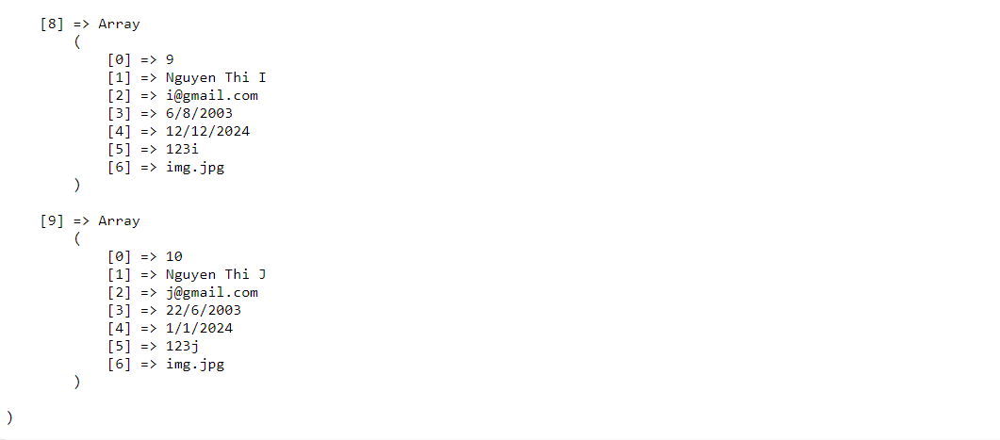 [8] => Array
(
[0] => 9
[1] => Nguyen Thi I
[2] => i@gmail.com
[3] => 6/8/2003
[4] => 12/12/2024
[5] => 123i
[6] => img.jpg
)
[9] => Array
(
[0] => 10
[1] => Nguyen Thi J
[2] => j@gmail.com
[3] => 22/6/2003
[4] => 1/1/2024
[5] => 123j
[6] => img.jpg
)
)